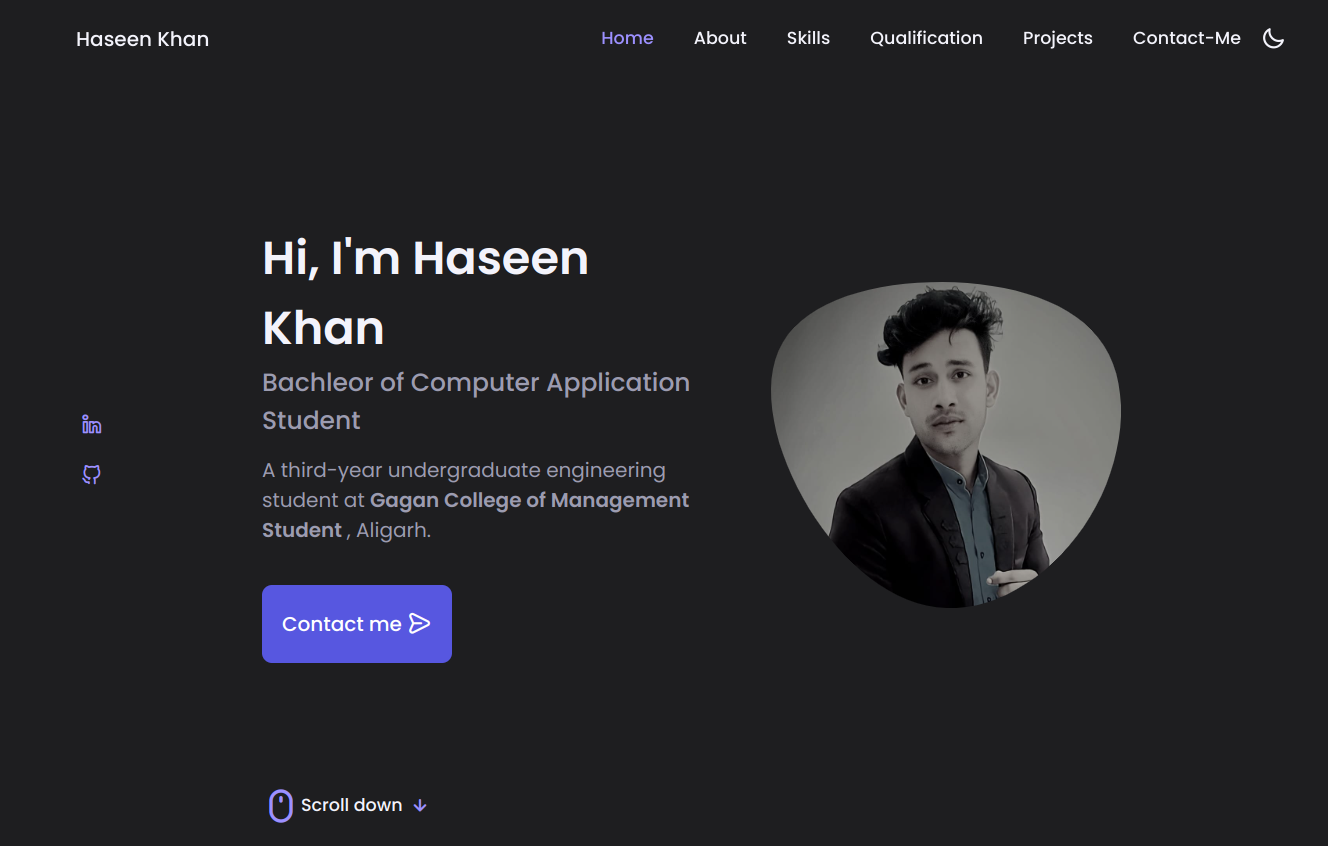 Haseen Khan
Home About Skills Qualification Projects Contact-Me
Hi, I'm Haseen
Khan
Bachleor of Computer Application
Student
A third-year undergraduate engineering
student at Gagan College of Management
Student , Aligarh.
in
Contact me
Scroll down